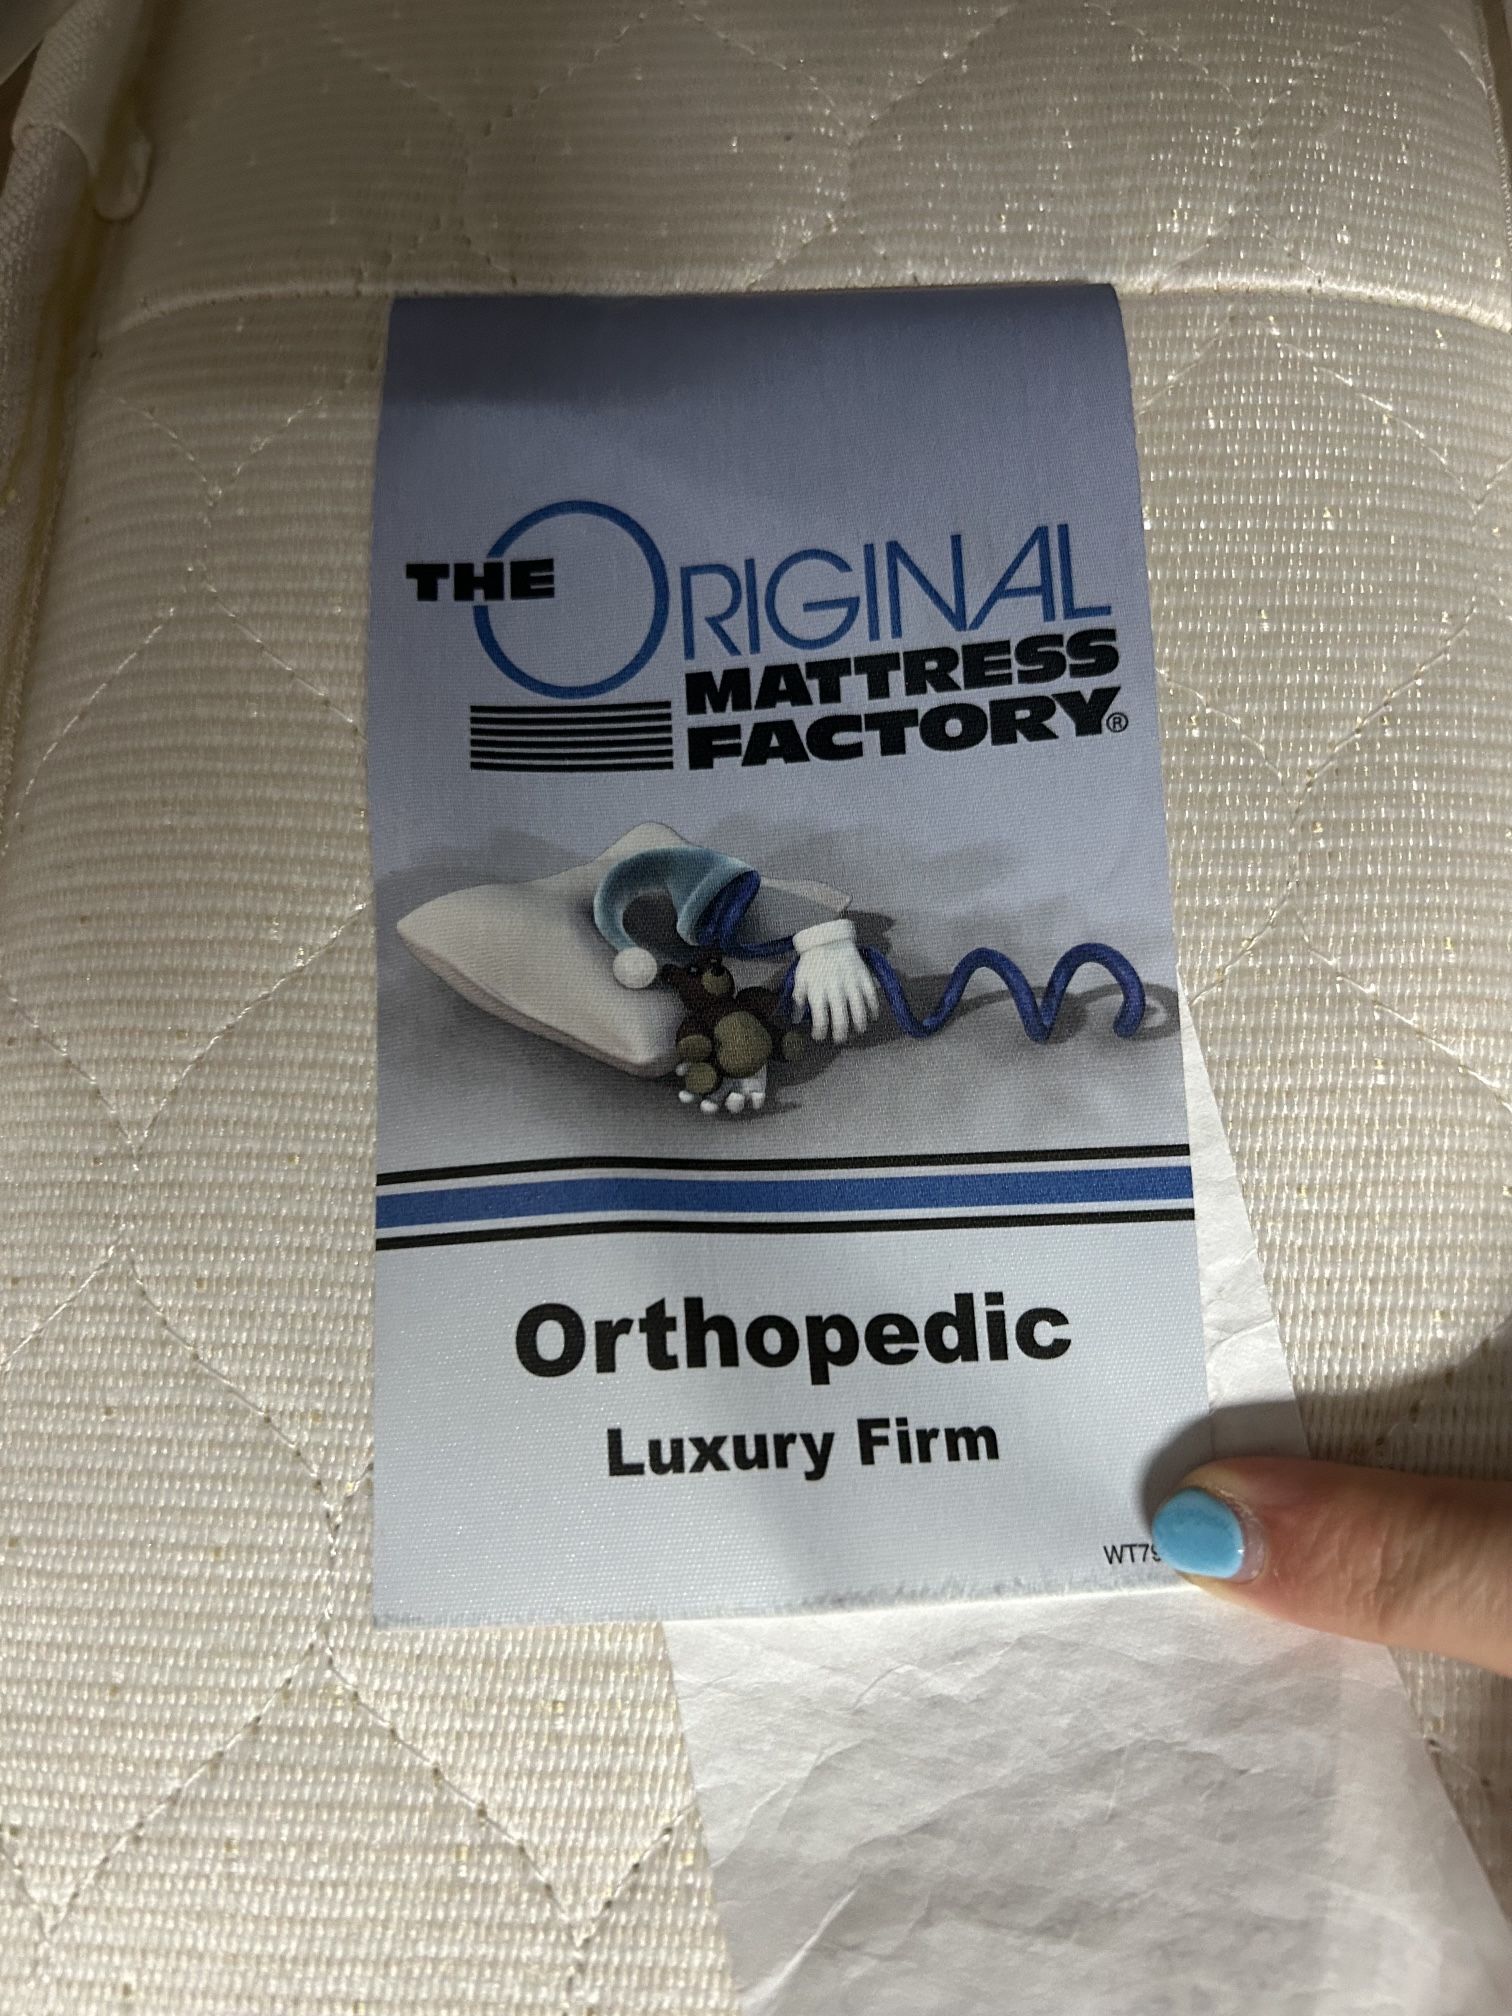 THE ORIGINAL
MATTRESS
FACTORY®
Orthopedic
Luxury Firm